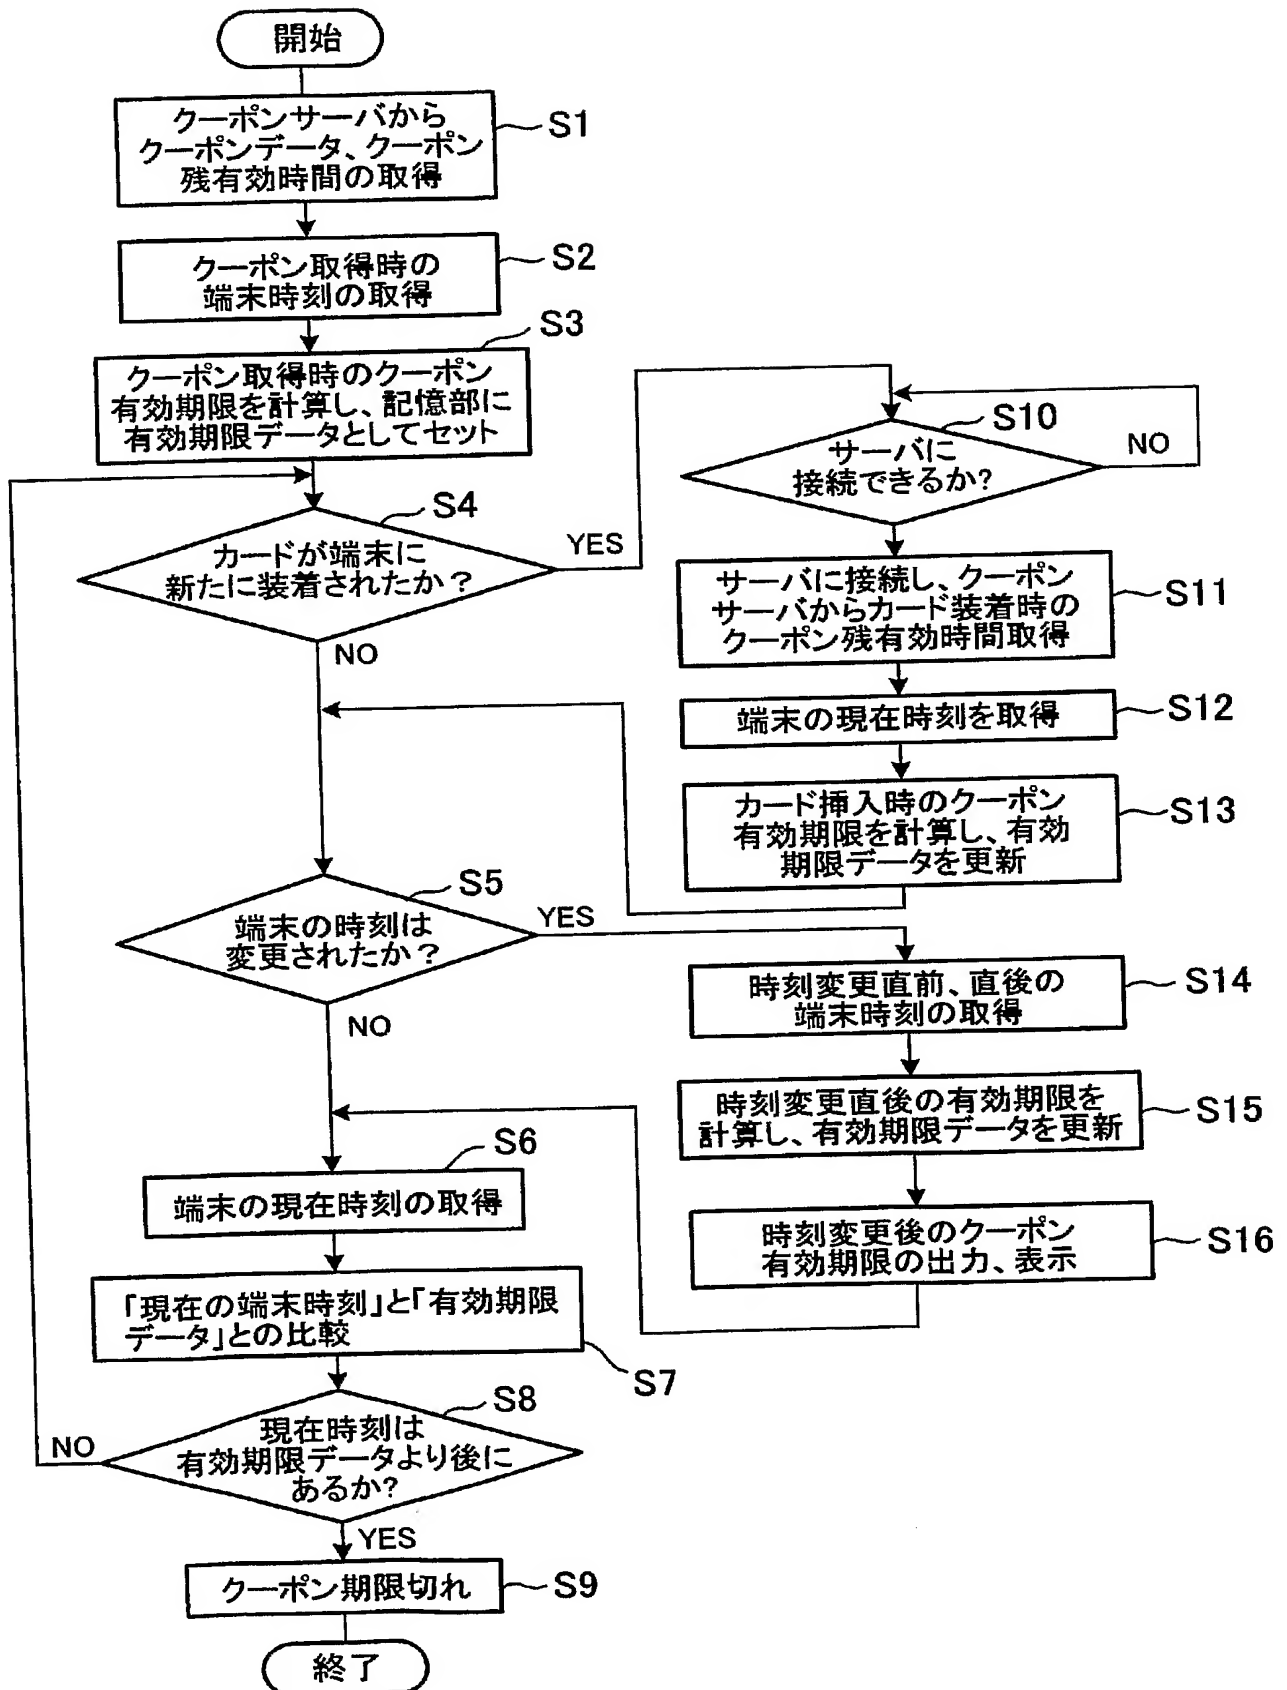 開始
クーポンサーバから
クーポンデータ、クーポン
残有効時間の取得
S1
クーポン取得時の
端末時刻の取得
S2
クーポン取得時のクーポン
有効期限を計算し、記憶部に
有効期限データとしてセット
S3
カードが端末に
新たに装着されたか？
S4
YES
NO
端末の時刻は
変更されたか？
S5
YES
NO
端末の現在時刻の取得
S6
「現在の端末時刻」と「有効期限
データ」との比較
S7
現在時刻は
有効期限データより後に
あるか?
S8
NO
YES
クーポン期限切れ
S9
終了
サーバに
接続できるか?
S10
NO
サーバに接続し、クーポン
サーバからカード装着時の
クーポン残有効時間取得
S11
端末の現在時刻を取得
S12
カード挿入時のクーポン
有効期限を計算し、有効
期限データを更新
S13
時刻変更直前、直後の
端末時刻の取得
S14
時刻変更直後の有効期限を
計算し、有効期限データを更新
S15
時刻変更後のクーポン
有効期限の出力、表示
S16